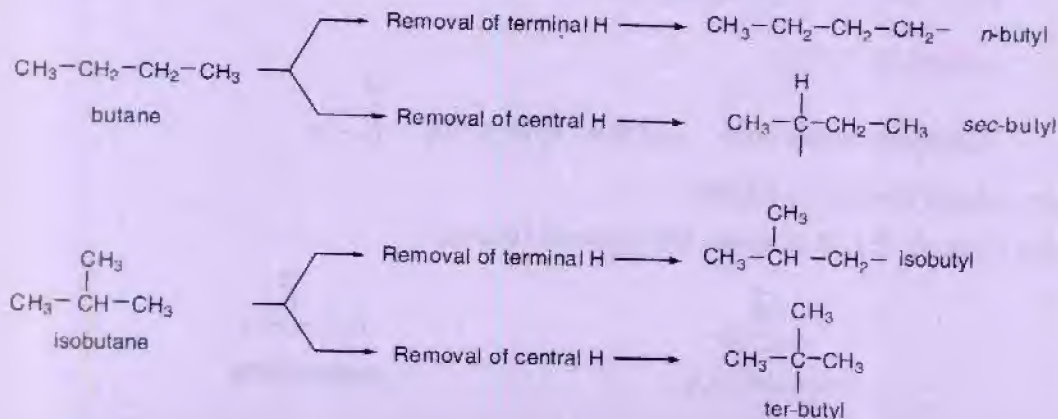 Removal of terminal H CH₃-CH₂-CH₂-CH₂- n-butyl
CH₃-CH₂-CH₂-CH₃
butane
H
Removal of central H CH₃-C-CH₂-CH₃ sec-butyl
CH₃
Removal of terminal H CH₃-CH-CH₂- isobutyl
CH₃
CH₃-CH-CH₃
isobutane
CH₃
Removal of central H CH₃-C-CH₃
ter-butyl